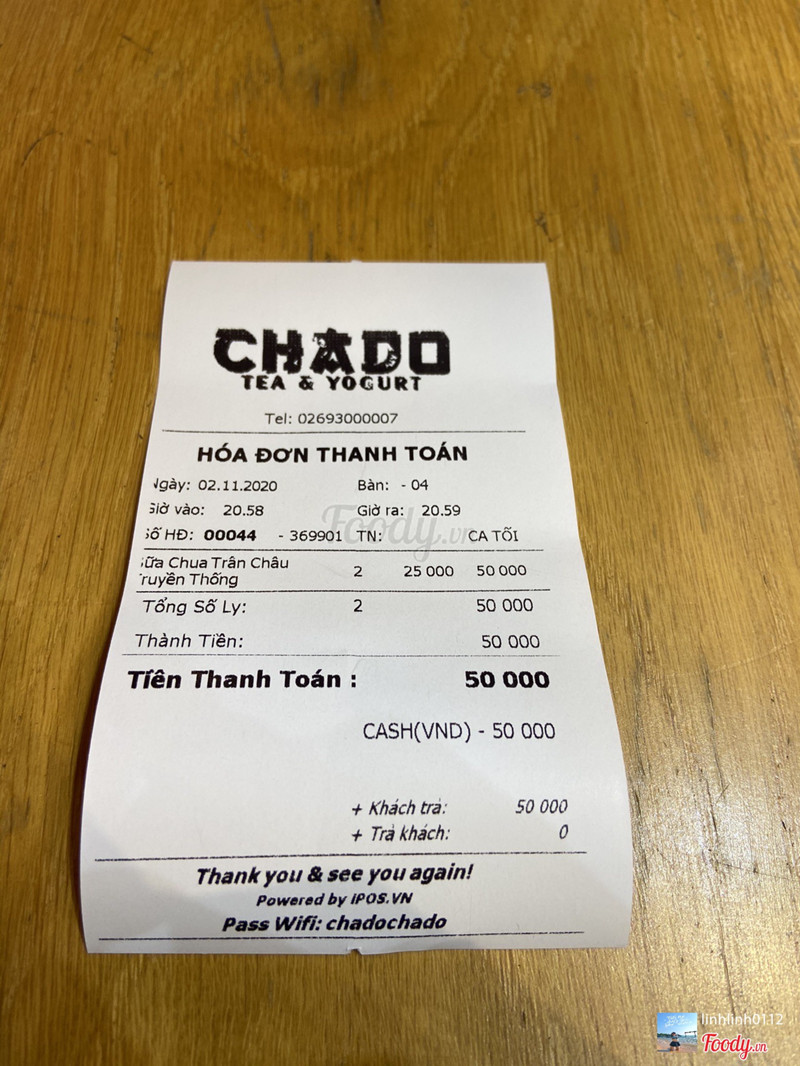 CHADO
TEA & YOGURT
Tel: 02693000007
HÓA ĐƠN THANH TOÁN
Ngày: 02.11.2020 Bàn: - 04
Giờ vào: 20.58 Giờ ra: 20.59
Số HĐ: 00044 - 369901 TN: CA TỐI
Sữa Chua Trân Châu
Truyền Thống 2 25 000 50 000
Tổng Số Ly: 2 50 000
Thành Tiền: 50 000
Tiền Thanh Toán : 50 000
CASH(VND) - 50 000
+ Khách trả: 50 000
+ Trả khách: 0
Thank you & see you again!
Powered by iPOS.VN
Pass Wifi: chadochado
Foody.vn
linhlinh0112
Foody.vn